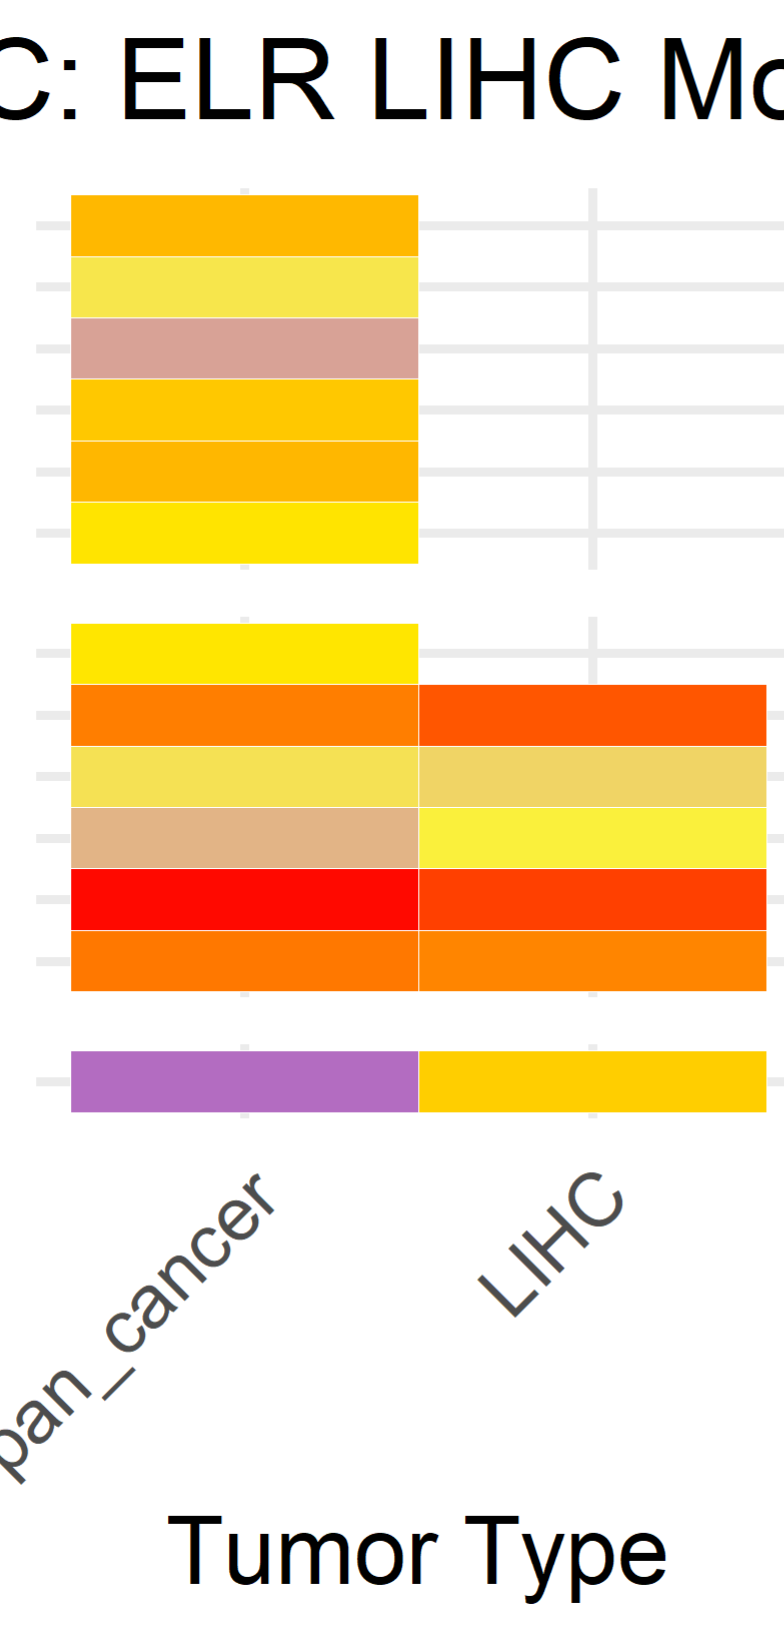 C: ELR LIHC Mo
pan_cancer
LIHC
Tumor Type